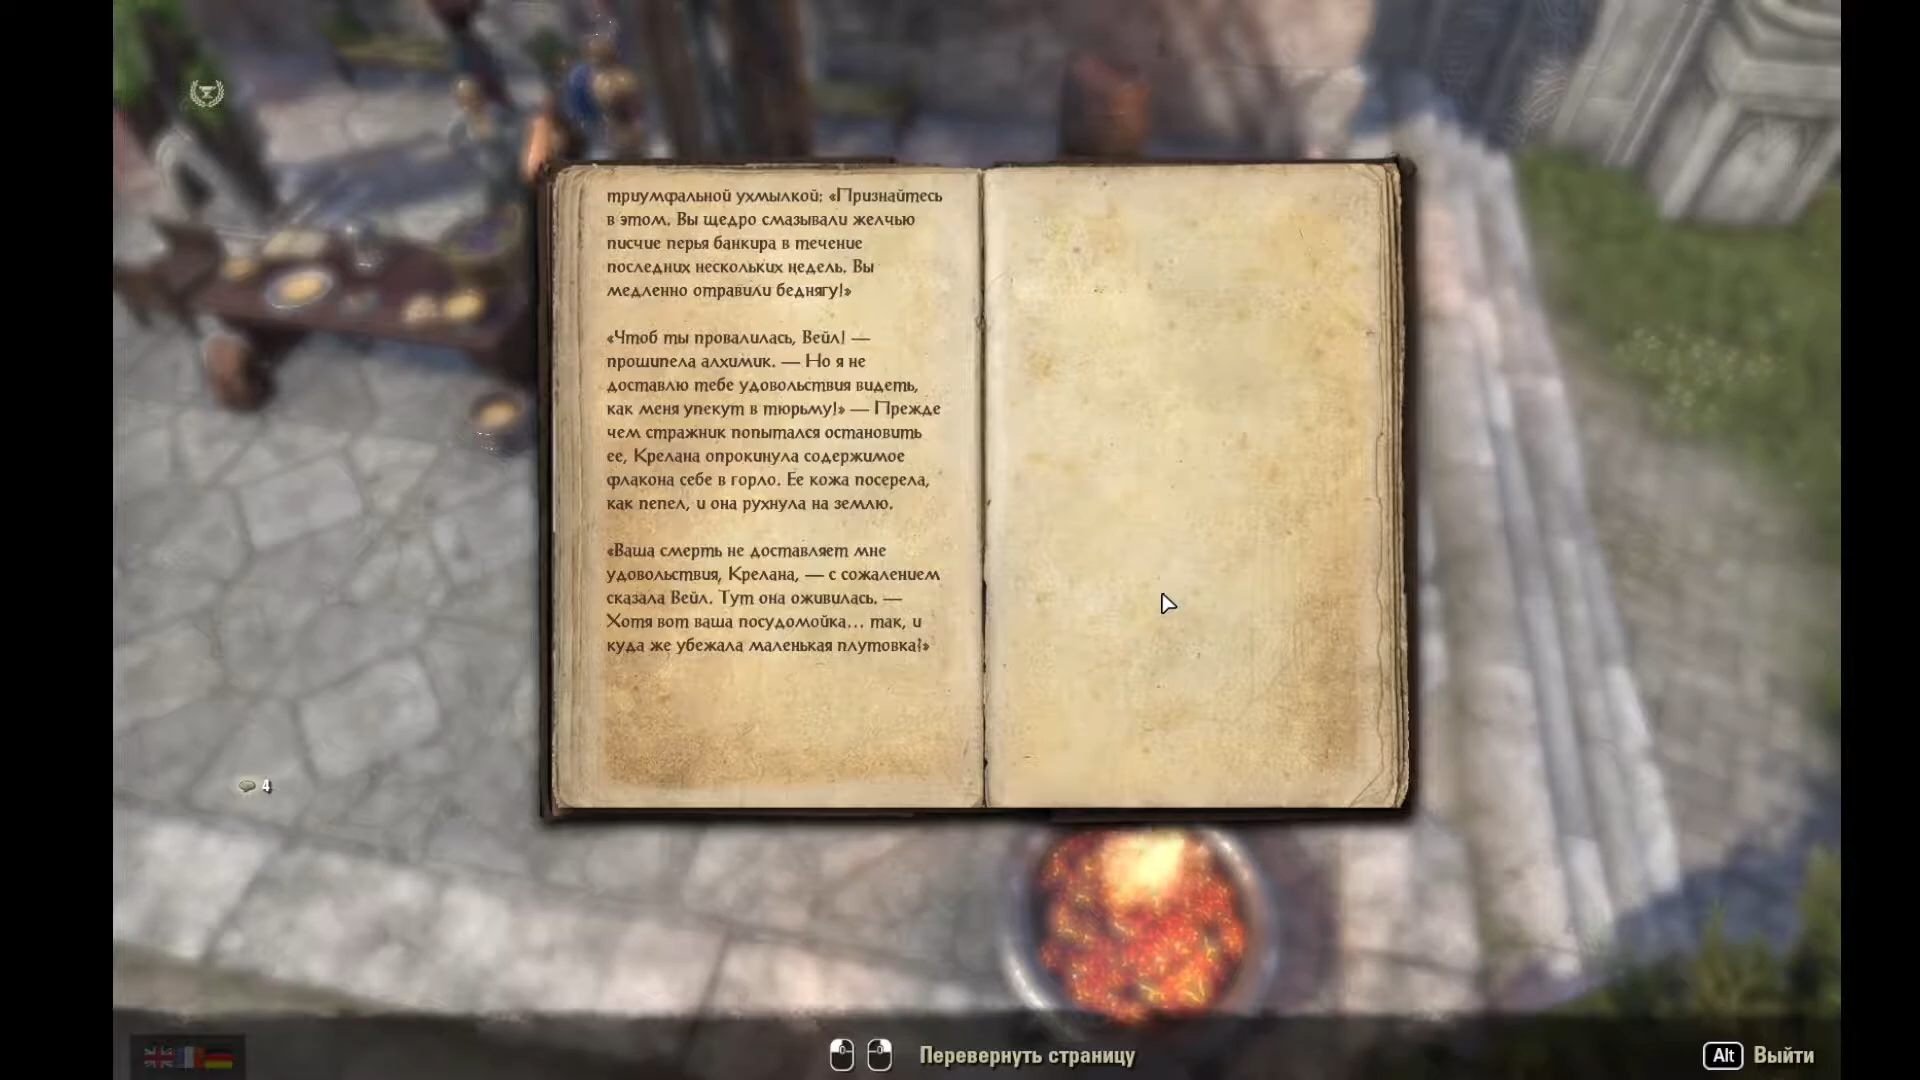 триумфальной ухмылкой: «Признайтесь
в этом. Вы щедро смазывали желчью
писчие перья банкира в течение
последних нескольких недель. Вы
медленно отравили беднягу!»
«Чтоб ты провалилась, Вейл! —
прошипела алхимик. — Но я не
доставлю тебе удовольствия видеть,
как меня упекут в тюрьму!» — Прежде
чем стражник попытался остановить
ее, Крелана опрокинула содержимое
флакона себе в горло. Ее кожа посерела,
как пепел, и она рухнула на землю.
«Ваша смерть не доставляет мне
удовольствия, Крелана, — с сожалением
сказала Вейл. Тут она оживилась. —
Хотя вот ваша посудомойка... так, и
куда же убежала маленькая плутовка?»
4
Перевернуть страницу
Alt Выйти